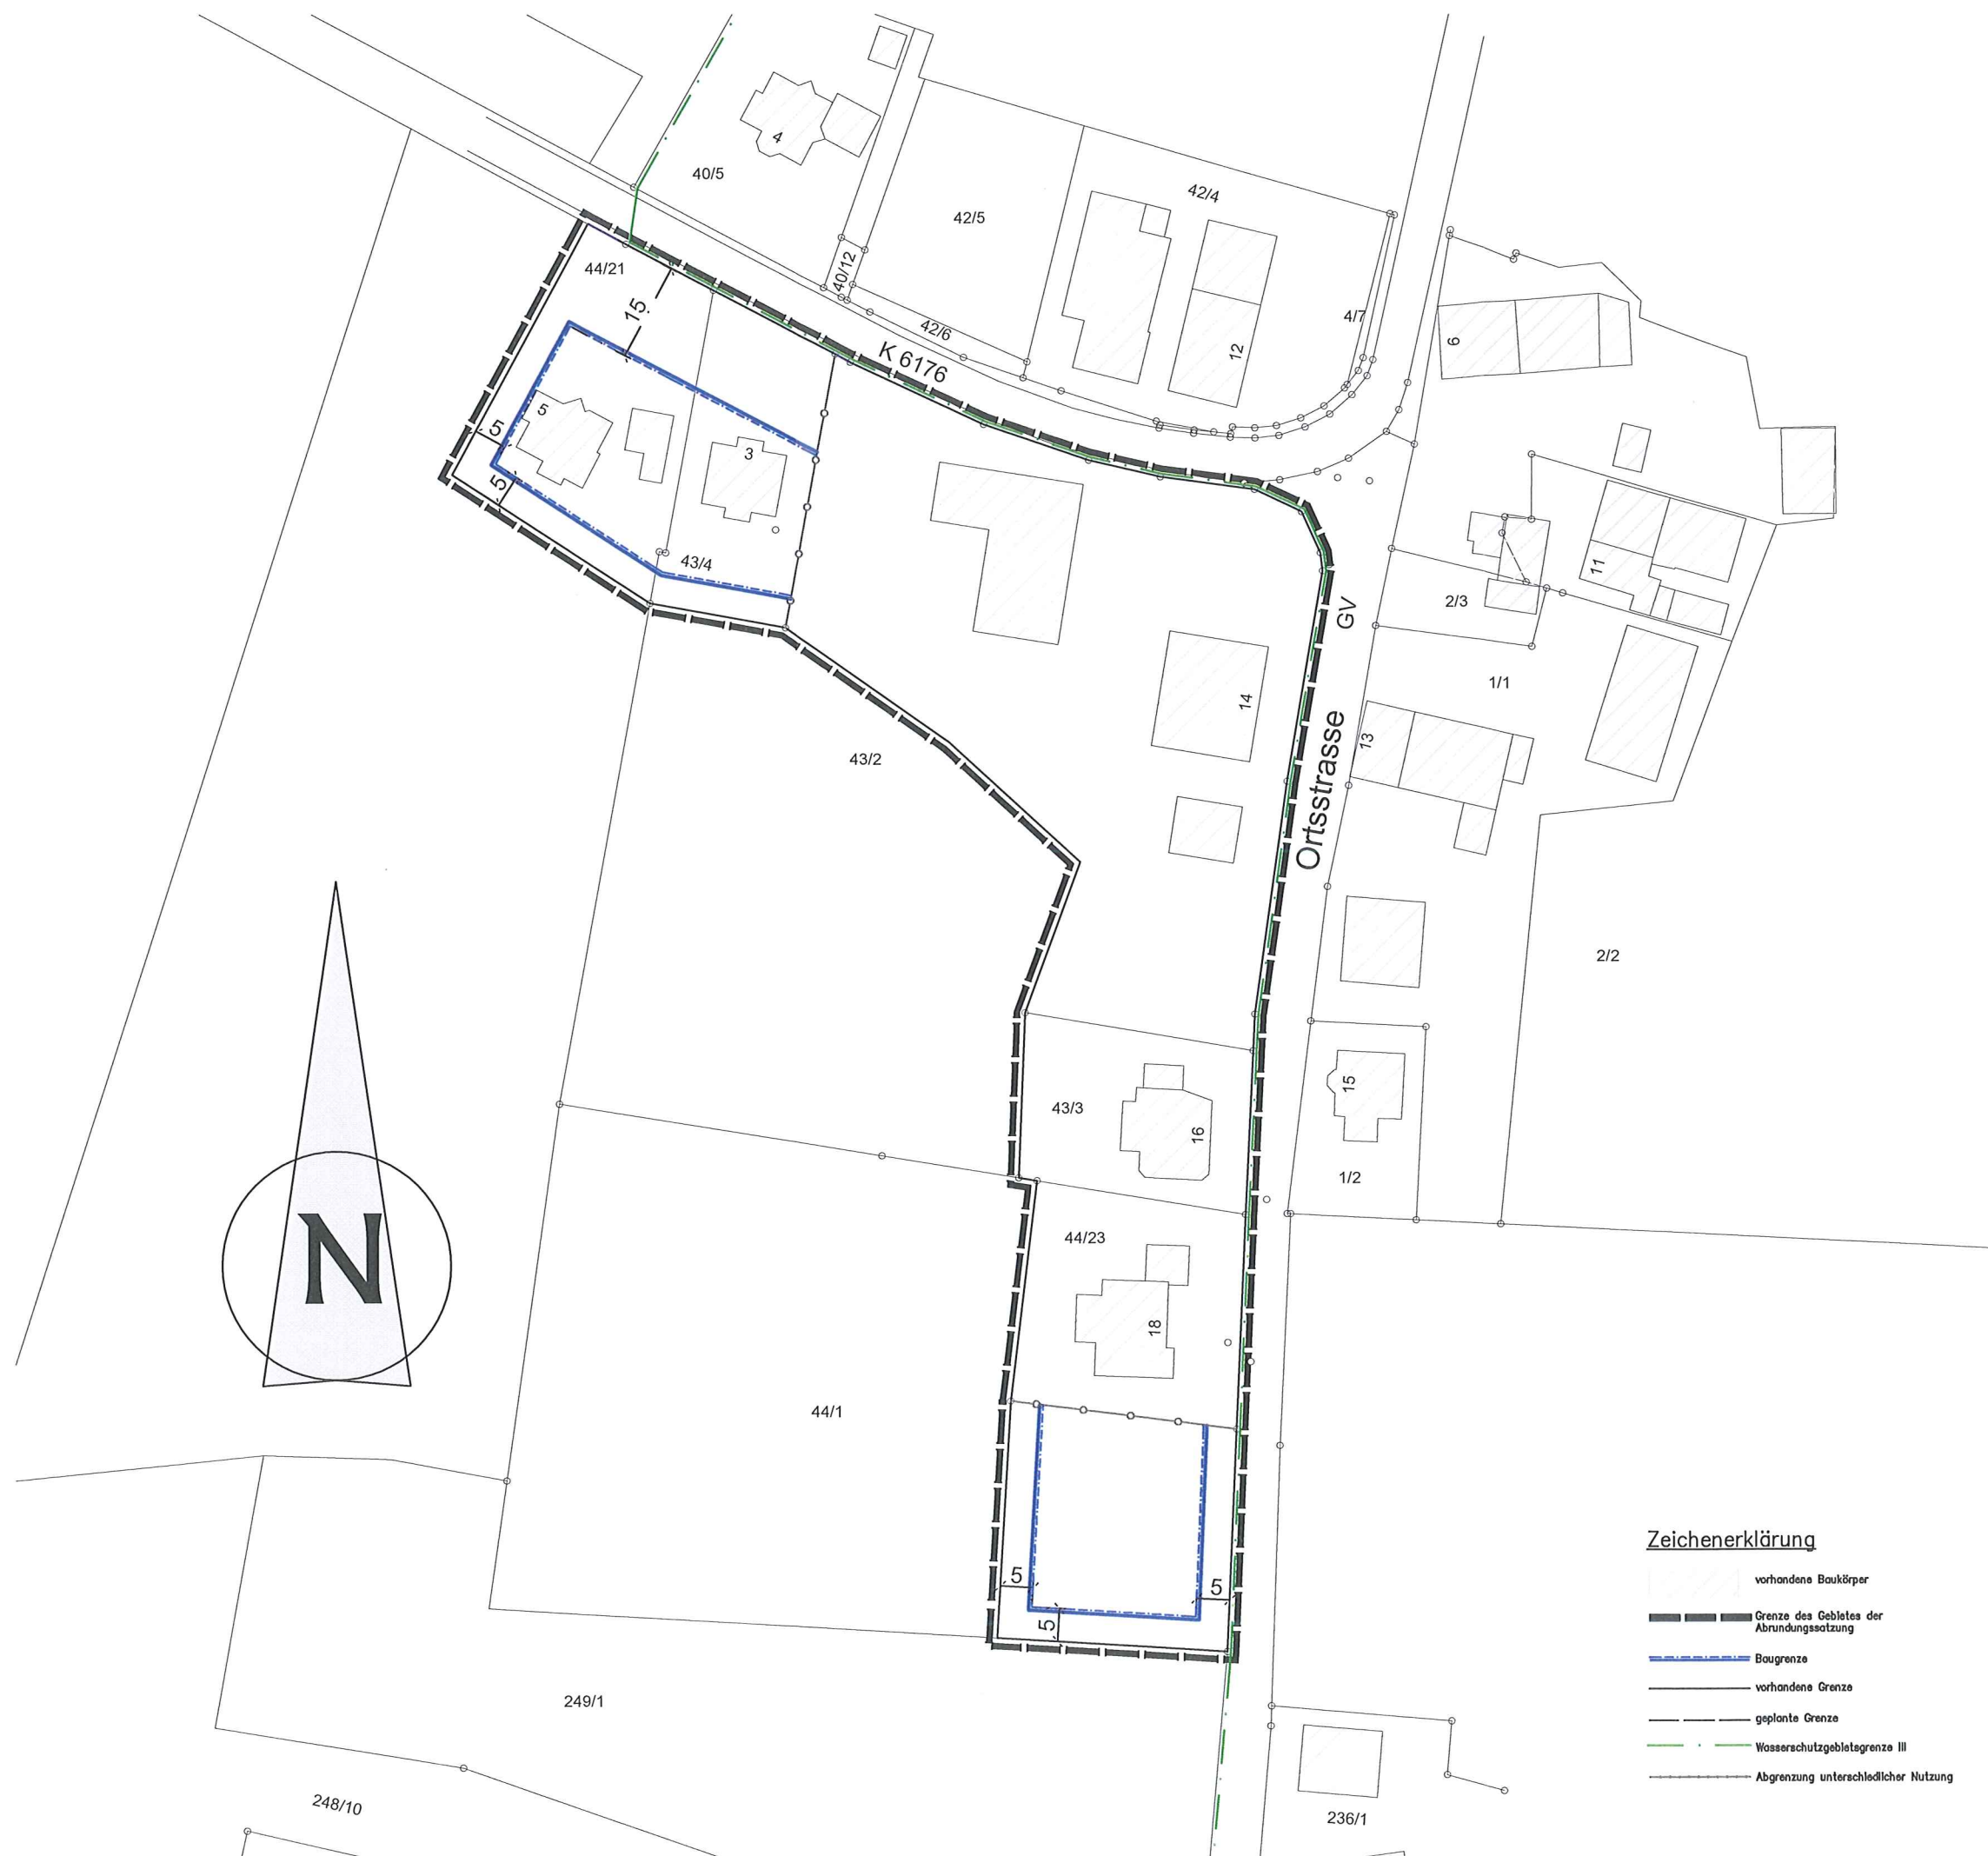 4
40/5
42/4
42/5
44/21
40/12
15
42/6
4/7
6
K 6176
12
5
5
3
5
43/4
11
2/3
GV
1/1
14
13
43/2
Ortsstrasse
2/2
15
43/3
16
1/2
44/23
18
N
44/1
5
5
5
Zeichenerklärung
vorhandene Baukörper
Grenze des Gebietes der
Abrundungssatzung
Baugrenze
vorhandene Grenze
geplante Grenze
Wasserschutzgebietsgrenze III
Abgrenzung unterschiedlicher Nutzung
249/1
248/10
236/1